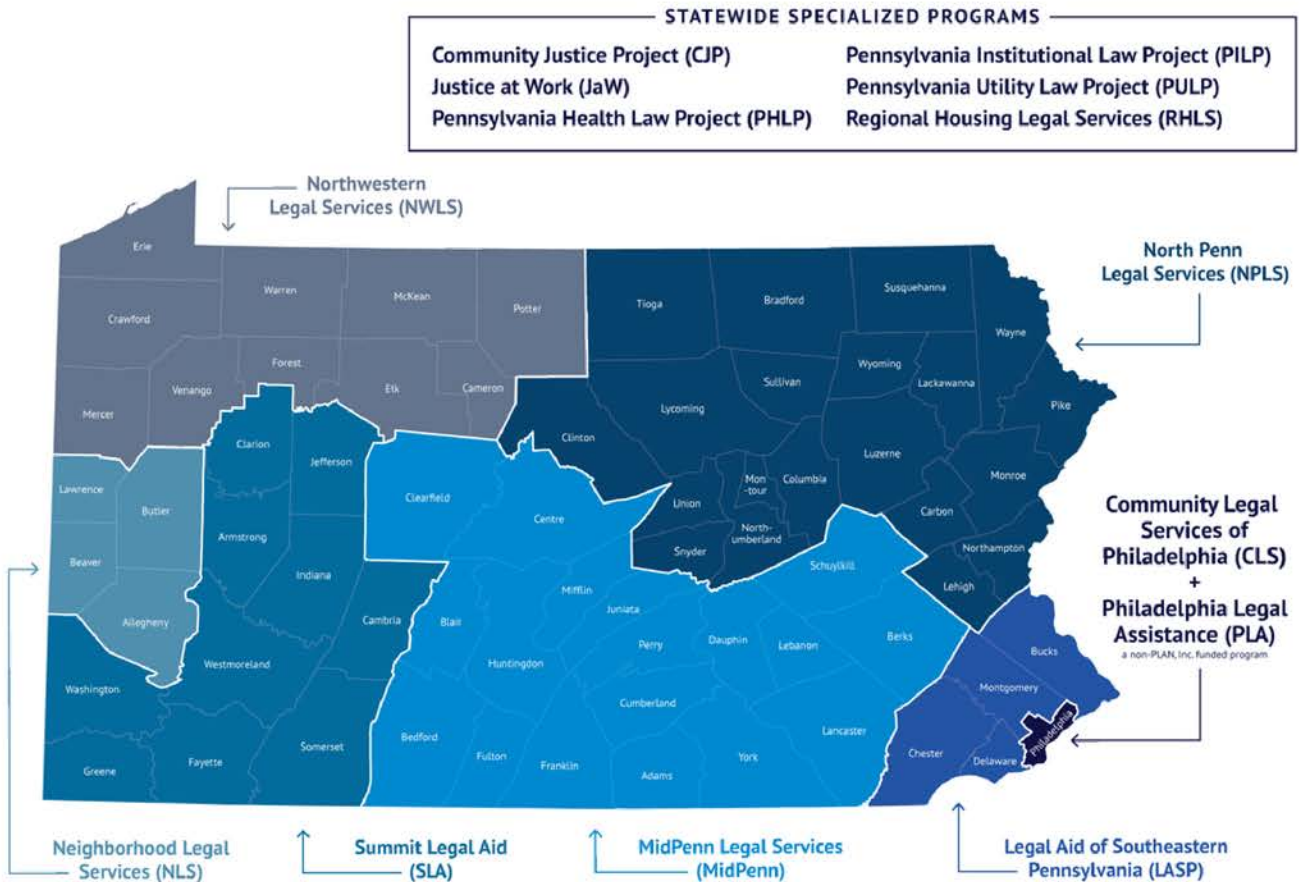 STATEWIDE SPECIALIZED PROGRAMS
Community Justice Project (CJP)
Pennsylvania Institutional Law Project (PILP)
Justice at Work (JaW)
Pennsylvania Utility Law Project (PULP)
Pennsylvania Health Law Project (PHLP)
Regional Housing Legal Services (RHLS)
Northwestern
Legal Services (NWLS)
North Penn
Legal Services (NPLS)
Erie
Warren
McKean
Potter
Crawford
Forest
Venango
Elk
Cameron
Mercer
Tioga
Bradford
Susquehanna
Wayne
Wyoming
Sullivan
Lackawanna
Lycoming
Pike
Clinton
Luzerne
Monroe
Mon
-tour
Columbia
Union
Carbon
North-
umberland
Snyder
Northampton
Lehigh
Clarion
Jefferson
Lawrence
Butler
Beaver
Allegheny
Armstrong
Indiana
Cambria
Westmoreland
Washington
Greene
Fayette
Somerset
Clearfield
Centre
Mifflin
Juniata
Schuylkill
Blair
Huntingdon
Perry
Dauphin
Lebanon
Berks
Cumberland
Bedford
Fulton
Franklin
Adams
York
Lancaster
Bucks
Montgomery
Chester
Delaware
Philadelphia
Community Legal
Services of
Philadelphia (CLS)
+
Philadelphia Legal
Assistance (PLA)
a non-PLAN, Inc. funded program
Neighborhood Legal
Services (NLS)
Summit Legal Aid
(SLA)
MidPenn Legal Services
(MidPenn)
Legal Aid of Southeastern
Pennsylvania (LASP)